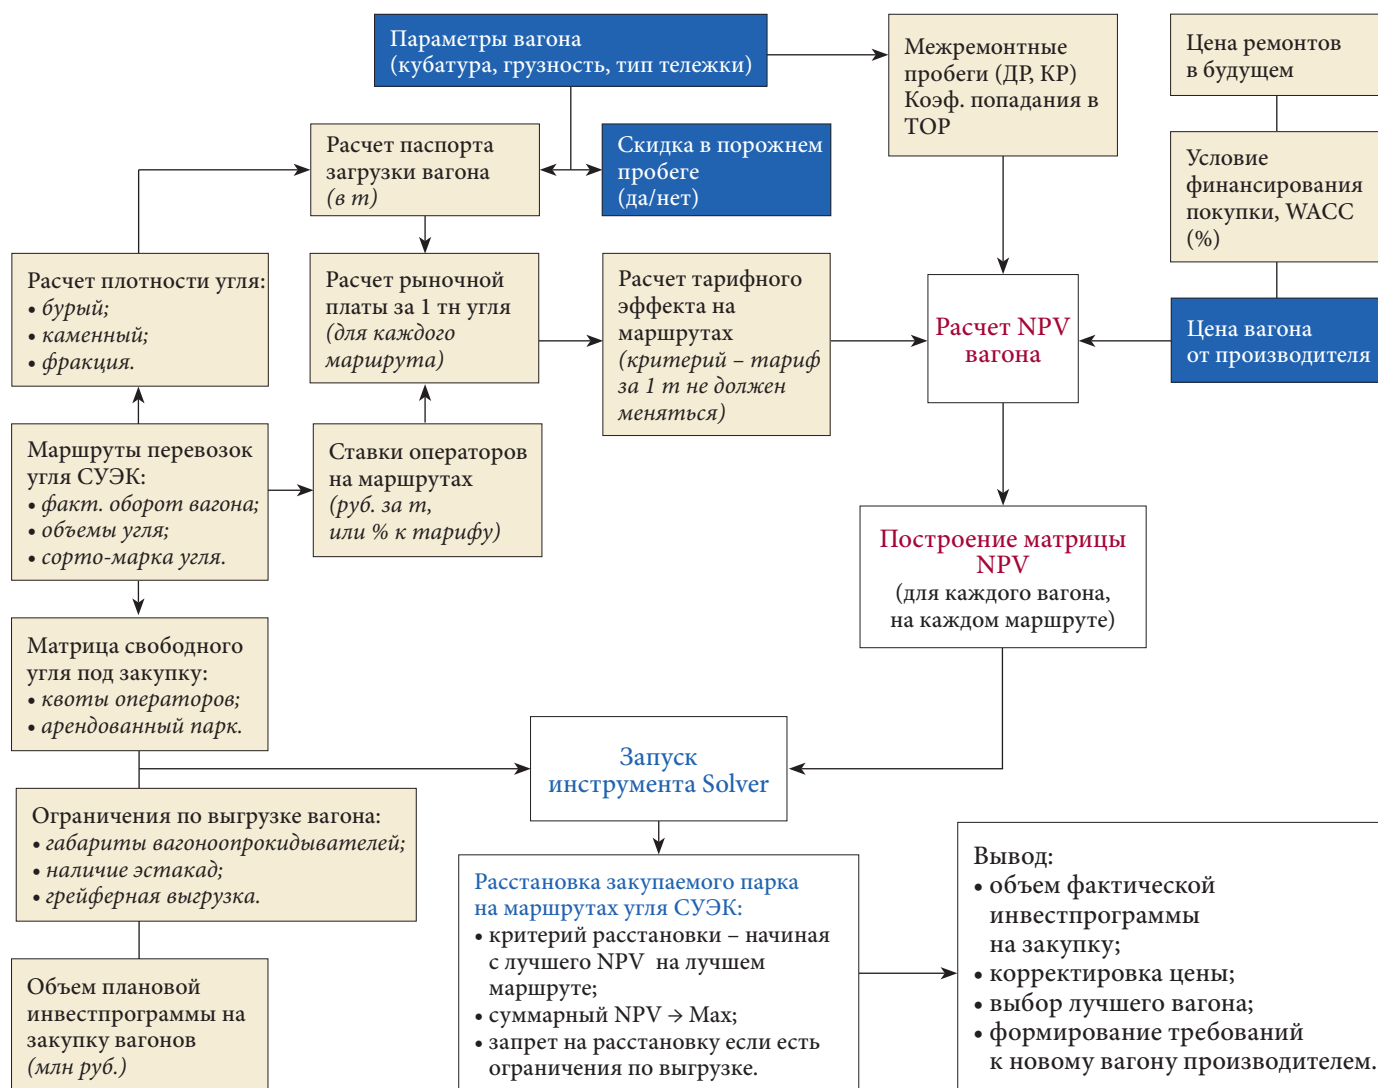 Параметры вагона
(кубатура, грузность, тип тележки)
Межремонтные
пробеги (ДР, КР)
Коэф. попадания в
ТОР
Цена ремонтов
в будущем
Расчет паспорта
загрузки вагона
(в т)
Скидка в порожнем
пробеге
(да/нет)
Условие
финансирования
покупки, WACC
(%)
Расчет плотности угля:
• бурый;
• каменный;
• фракция.
Расчет рыночной
платы за 1 тн угля
(для каждого
маршрута)
Расчет тарифного
эффекта на
маршрутах
(критерий – тариф
за 1 т не должен
меняться)
Расчет NPV
вагона
Цена вагона
от производителя
Маршруты перевозок
угля СУЭК:
• факт. оборот вагона;
• объемы угля;
• сорто-марка угля.
Ставки операторов
на маршрутах
(руб. за т,
или % к тарифу)
Построение матрицы
NPV
(для каждого вагона,
на каждом маршруте)
Матрица свободного
угля под закупку:
• квоты операторов;
• арендованный парк.
Запуск
инструмента Solver
Ограничения по выгрузке вагона:
• габариты вагоноопрокидывателей;
• наличие эстакад;
• грейферная выгрузка.
Объем плановой
инвестпрограммы на
закупку вагонов
(млн руб.)
Расстановка закупаемого парка
на маршрутах угля СУЭК:
• критерий расстановки – начиная
с лучшего NPV на лучшем
маршруте;
• суммарный NPV → Max;
• запрет на расстановку если есть
ограничения по выгрузке.
Вывод:
• объем фактической
инвестпрограммы
на закупку;
• корректировка цены;
• выбор лучшего вагона;
• формирование требований
к новому вагону производителем.